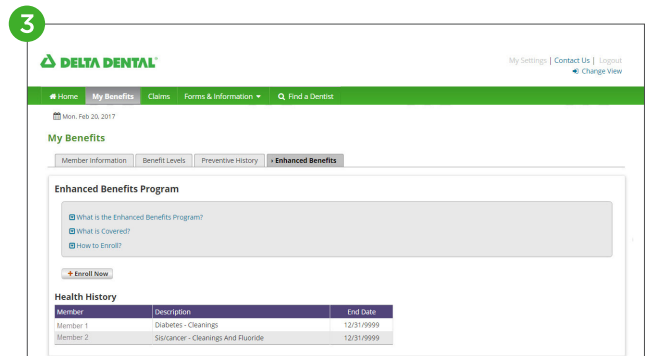 3
DELTA DENTAL®
My Settings | Contact Us | Logout
Change View
Home My Benefits Claims Forms & Information Find a Dentist
Mon. Feb 20, 2017
My Benefits
Member Information Benefit Levels Preventive History › Enhanced Benefits
Enhanced Benefits Program
What is the Enhanced Benefits Program?
What is Covered?
How to Enroll?
+ Enroll Now
Health History
Member Description End Date
Member 1 Diabetes - Cleanings 12/31/9999
Member 2 Sis/cancer - Cleanings And Fluoride 12/31/9999